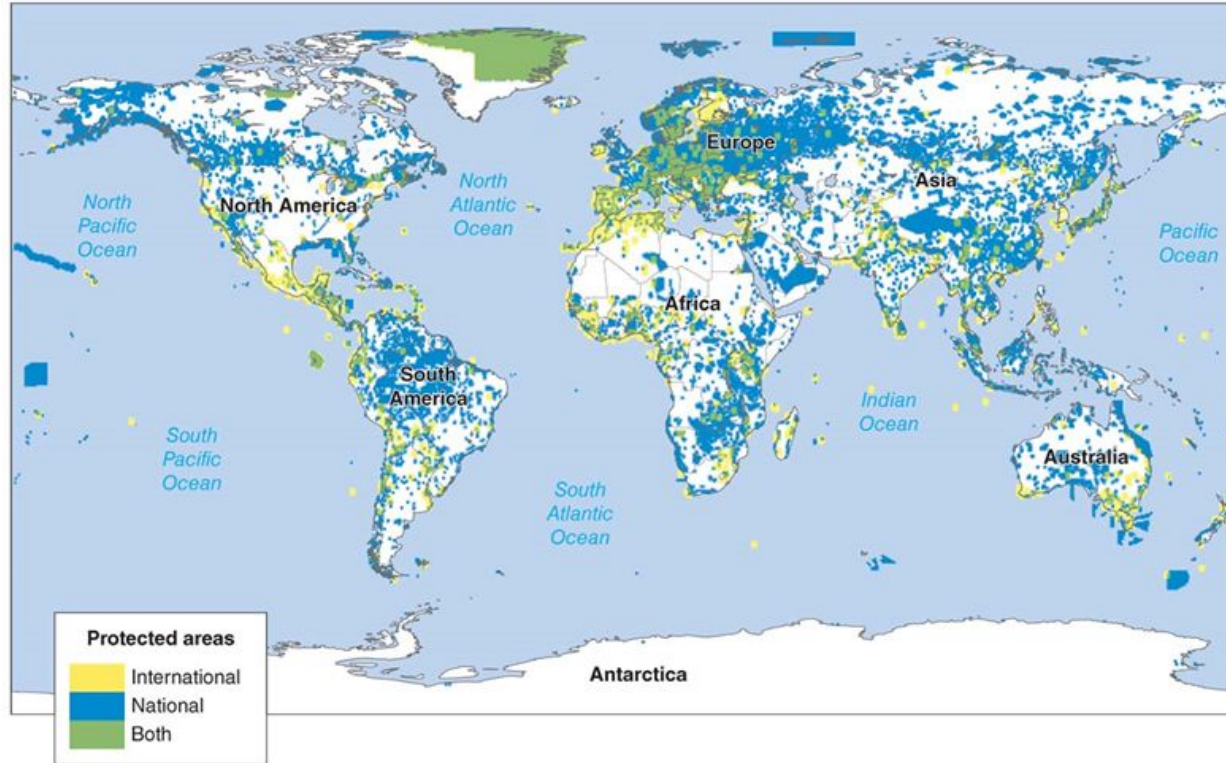 North
Pacific
Ocean
North America
North
Atlantic
Ocean
Europe
Asia
Pacific
Ocean
Africa
South
America
Indian
Ocean
South
Pacific
Ocean
South
Atlantic
Ocean
Australia
Antarctica
Protected areas
International
National
Both